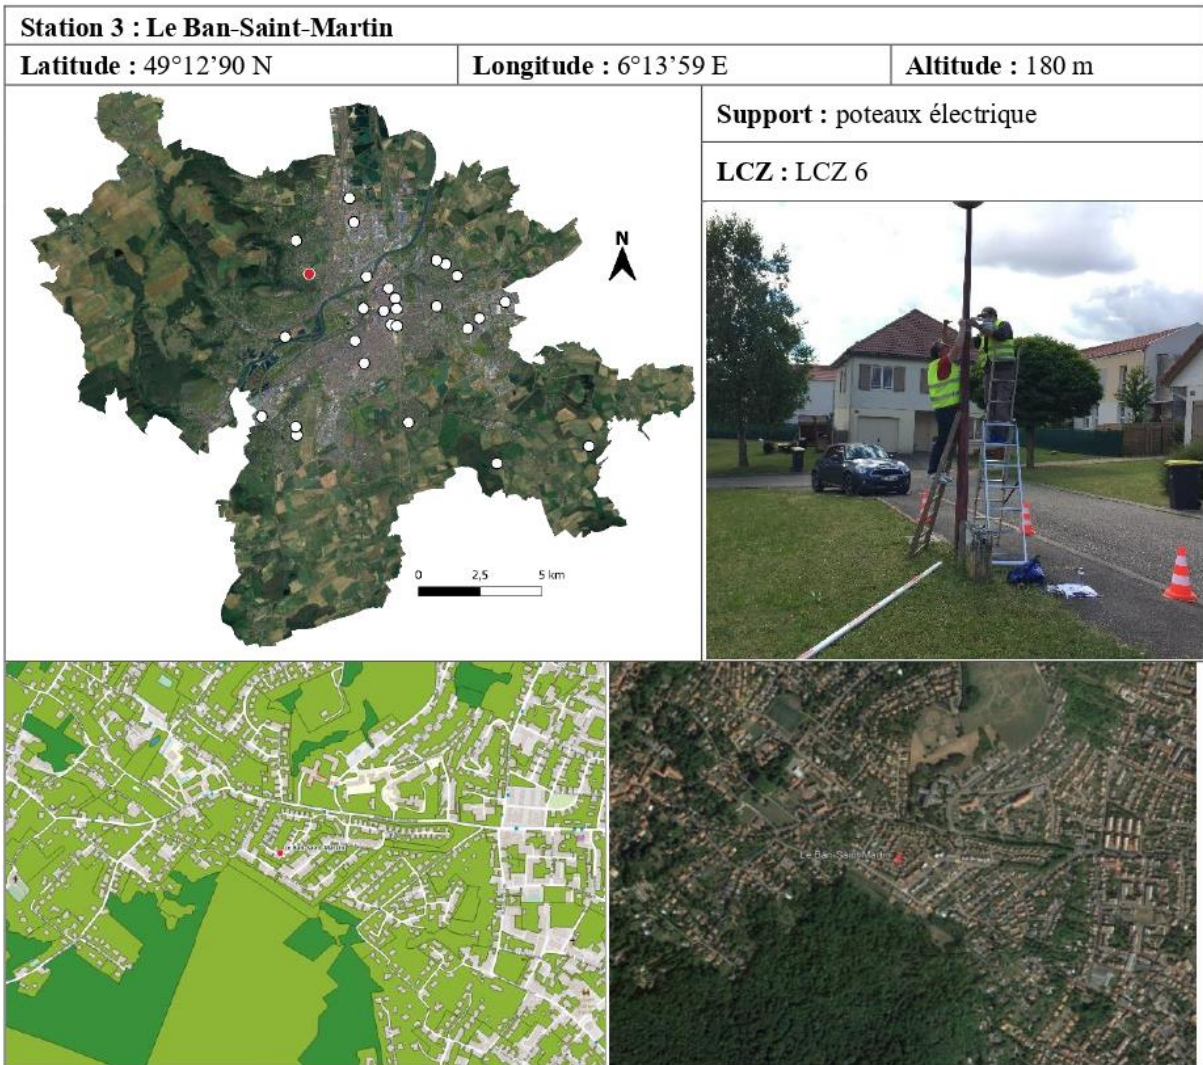 Station 3 : Le Ban-Saint-Martin
Latitude : 49°12’90 N
Longitude : 6°13’59 E
Altitude : 180 m
Support : poteaux électrique
LCZ : LCZ 6
N
0 2,5 5 km
Le Ban-Saint-Martin
Le Ban-Saint-Martin